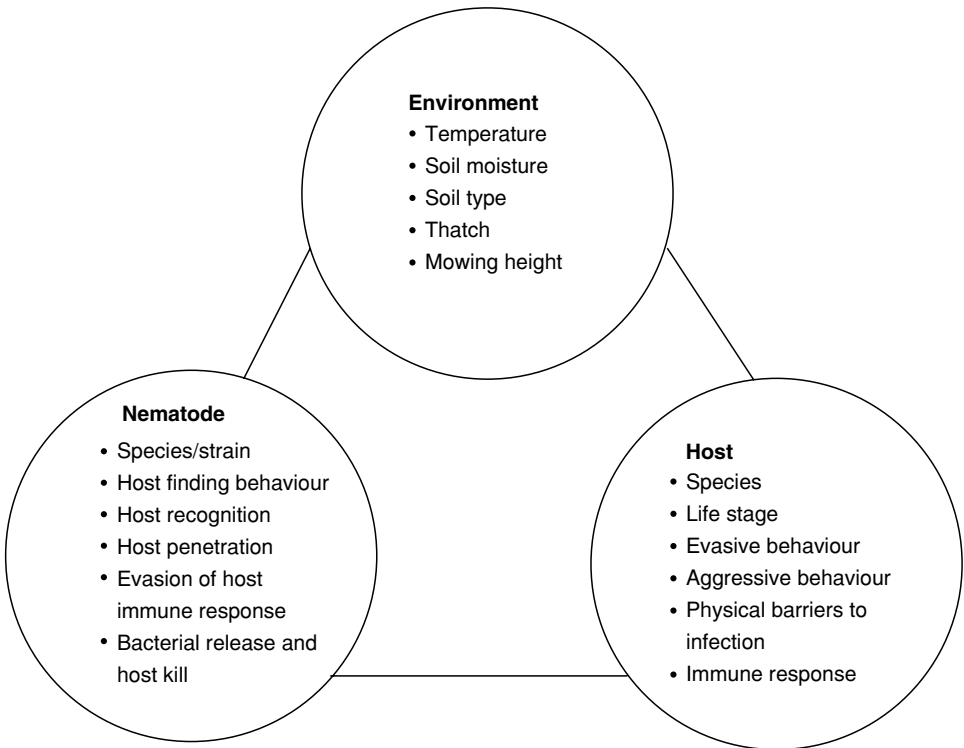 Environment
• Temperature
• Soil moisture
• Soil type
• Thatch
• Mowing height
Nematode
• Species/strain
• Host finding behaviour
• Host recognition
• Host penetration
• Evasion of host
immune response
• Bacterial release and
host kill
Host
• Species
• Life stage
• Evasive behaviour
• Aggressive behaviour
• Physical barriers to
infection
• Immune response